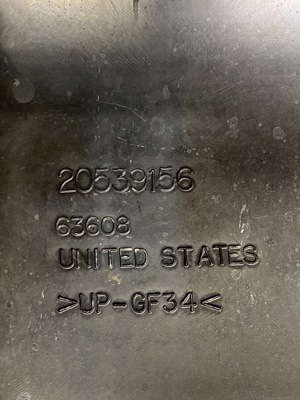 20539156
63608
UNITED STATES
>UP-GF34<